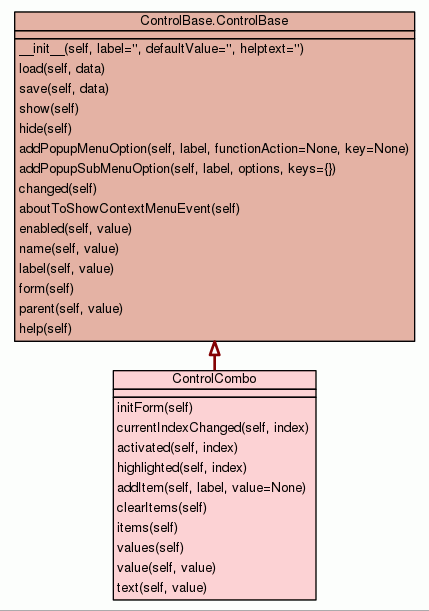 ControlBase.ControlBase
__init__(self, label='', defaultValue='', helptext='')
load(self, data)
save(self, data)
show(self)
hide(self)
addPopupMenuOption(self, label, functionAction=None, key=None)
addPopupSubMenuOption(self, label, options, keys={})
changed(self)
aboutToShowContextMenuEvent(self)
enabled(self, value)
name(self, value)
label(self, value)
form(self)
parent(self, value)
help(self)
ControlCombo
initForm(self)
currentIndexChanged(self, index)
activated(self, index)
highlighted(self, index)
addItem(self, label, value=None)
clearItems(self)
items(self)
values(self)
value(self, value)
text(self, value)